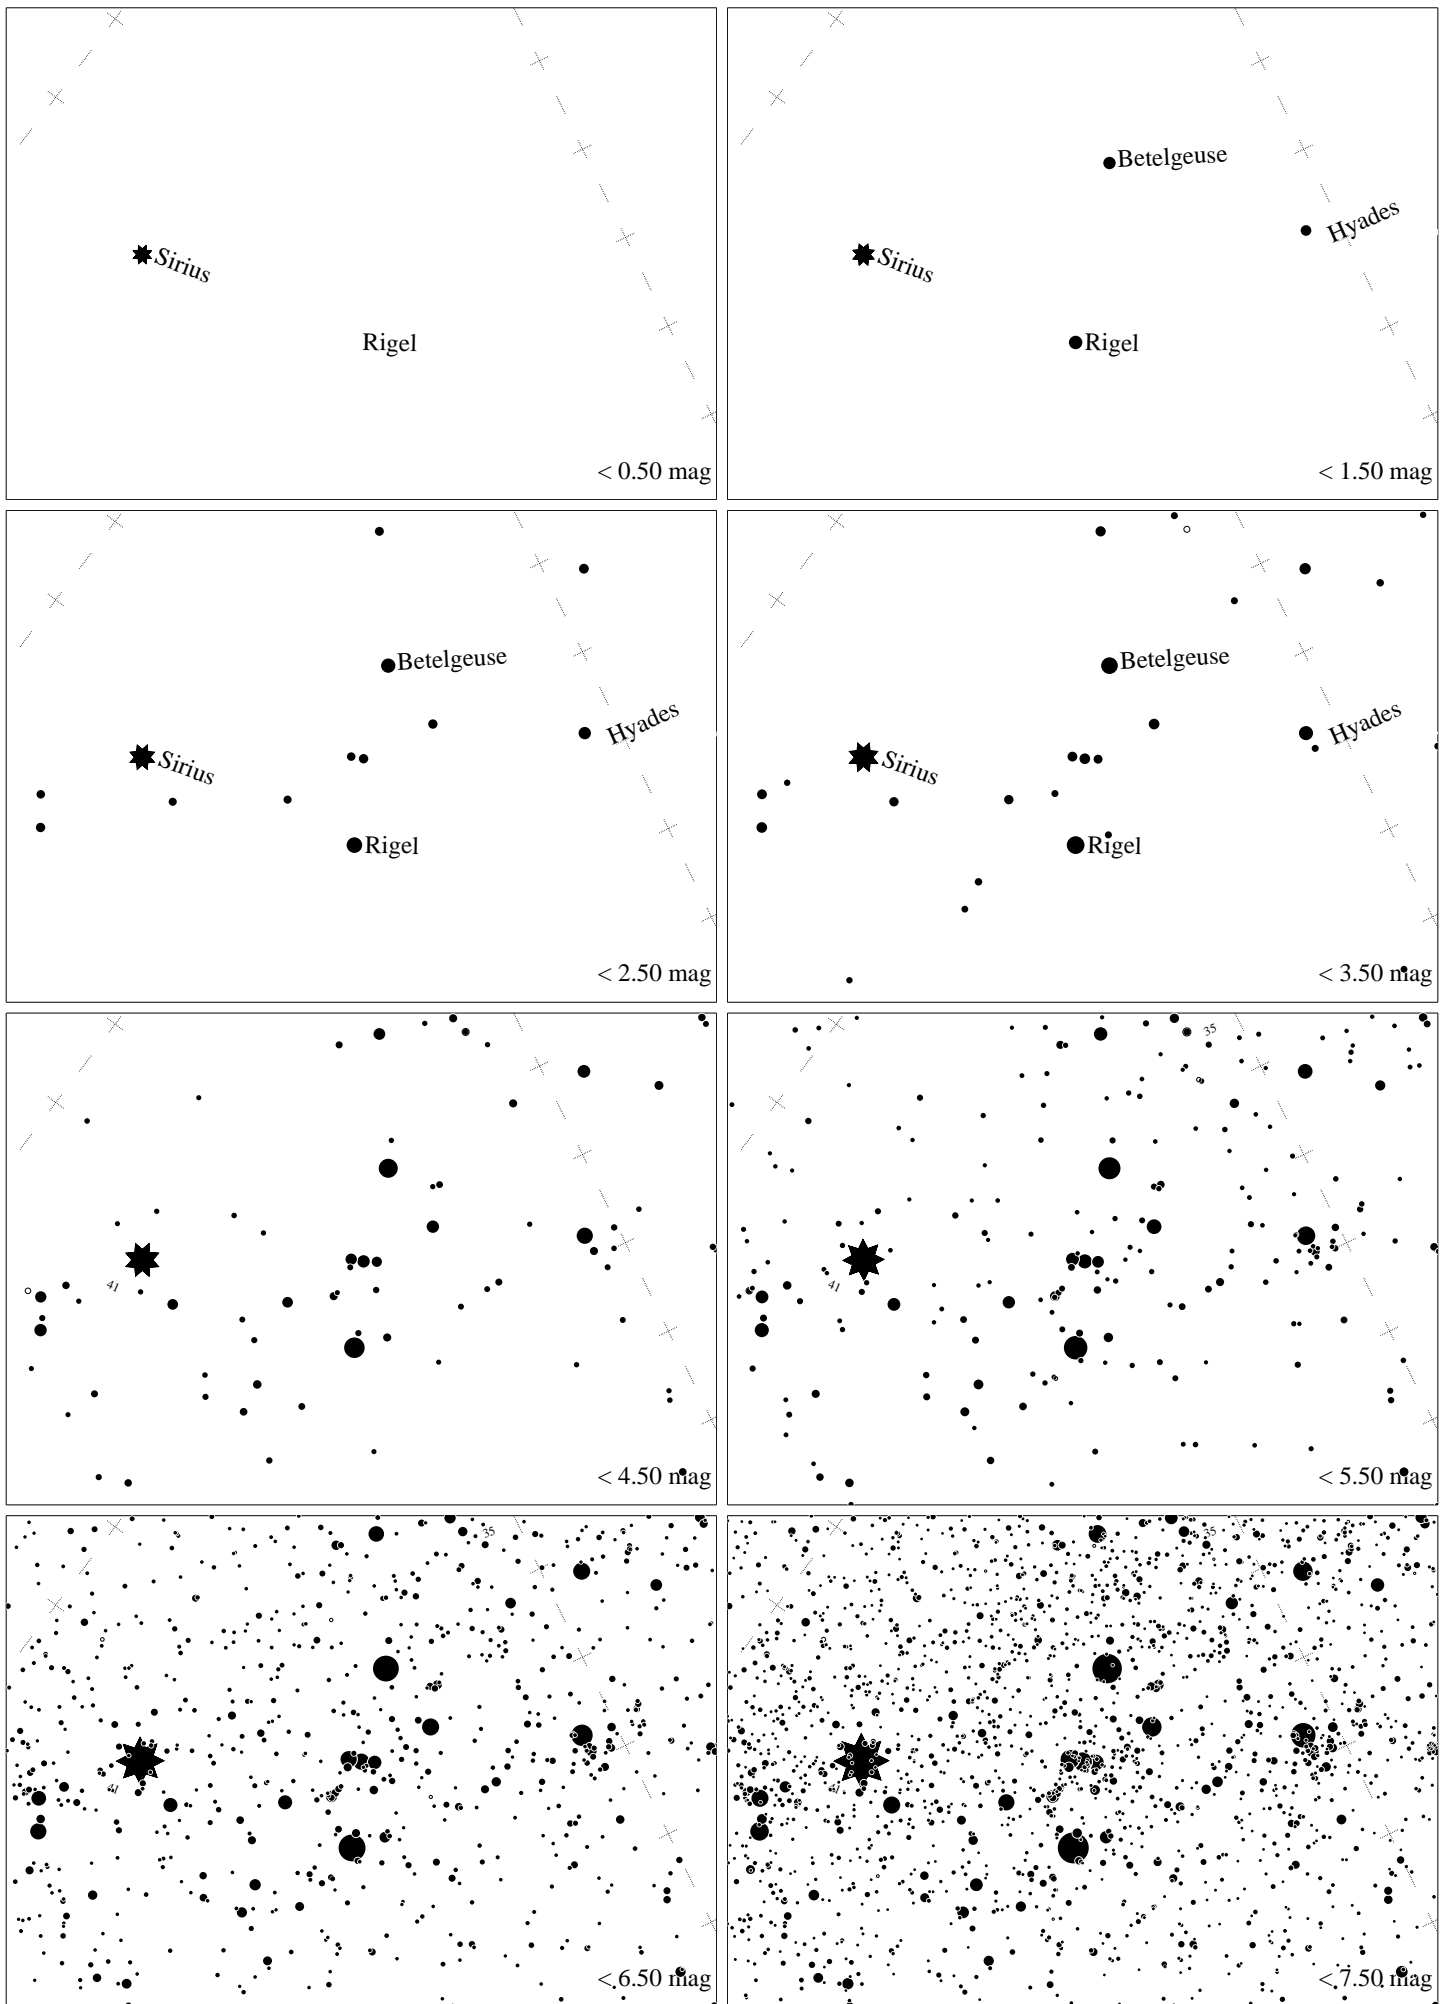 Sirius
Rigel
< 0.50 mag
Betelgeuse
Hyades
Sirius
Rigel
< 1.50 mag
Betelgeuse
Hyades
Sirius
Rigel
< 2.50 mag
Betelgeuse
Hyades
Sirius
Rigel
< 3.50 mag
41
< 4.50 mag
35
41
< 5.50 mag
35
41
< 6.50 mag
35
41
< 7.50 mag